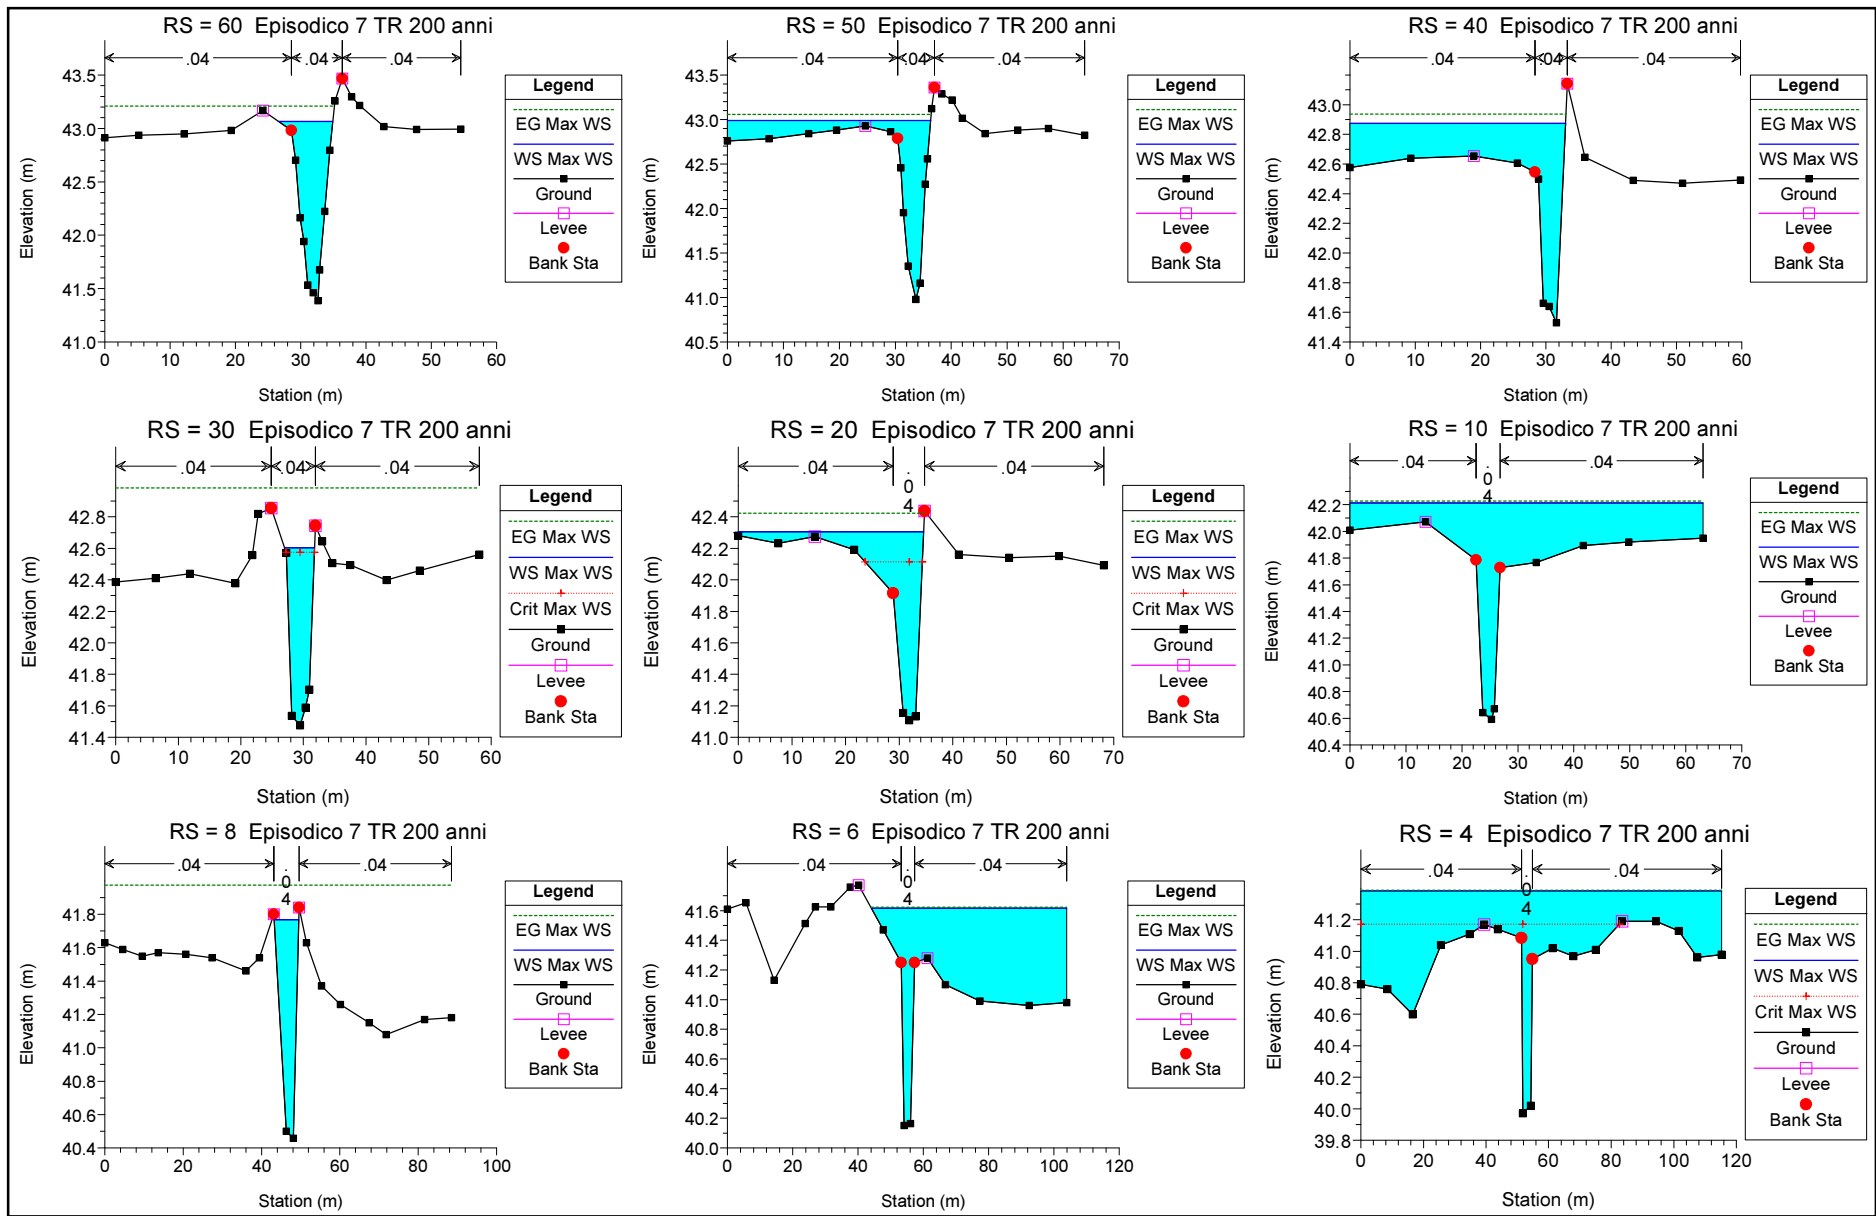 RS = 60 Episodico 7 TR 200 anni
.04 .04 .04
43.5
43.0
42.5
42.0
41.5
41.0
Elevation (m)
0 10 20 30 40 50 60
Station (m)
Legend
EG Max WS
WS Max WS
Ground
Levee
Bank Sta
RS = 50 Episodico 7 TR 200 anni
.04 .04 .04
43.5
43.0
42.5
42.0
41.5
41.0
40.5
Elevation (m)
0 10 20 30 40 50 60 70
Station (m)
Legend
EG Max WS
WS Max WS
Ground
Levee
Bank Sta
RS = 40 Episodico 7 TR 200 anni
.04 .04 .04
43.0
42.8
42.6
42.4
42.2
42.0
41.8
41.6
41.4
Elevation (m)
0 10 20 30 40 50 60
Station (m)
Legend
EG Max WS
WS Max WS
Ground
Levee
Bank Sta
RS = 30 Episodico 7 TR 200 anni
.04 .04 .04
42.8
42.6
42.4
42.2
42.0
41.8
41.6
41.4
Elevation (m)
0 10 20 30 40 50 60
Station (m)
Legend
EG Max WS
WS Max WS
Crit Max WS
Ground
Levee
Bank Sta
RS = 20 Episodico 7 TR 200 anni
.04 .04 .04
42.4
42.2
42.0
41.8
41.6
41.4
41.2
41.0
Elevation (m)
0 10 20 30 40 50 60 70
Station (m)
Legend
EG Max WS
WS Max WS
Crit Max WS
Ground
Levee
Bank Sta
RS = 10 Episodico 7 TR 200 anni
.04 .04 .04
42.2
42.0
41.8
41.6
41.4
41.2
41.0
40.8
40.6
40.4
Elevation (m)
0 10 20 30 40 50 60 70
Station (m)
Legend
EG Max WS
WS Max WS
Ground
Levee
Bank Sta
RS = 8 Episodico 7 TR 200 anni
.04 .04 .04
41.8
41.6
41.4
41.2
41.0
40.8
40.6
40.4
Elevation (m)
0 20 40 60 80 100
Station (m)
Legend
EG Max WS
WS Max WS
Ground
Levee
Bank Sta
RS = 6 Episodico 7 TR 200 anni
.04 .04 .04
41.6
41.4
41.2
41.0
40.8
40.6
40.4
40.2
40.0
Elevation (m)
0 20 40 60 80 100 120
Station (m)
Legend
EG Max WS
WS Max WS
Ground
Levee
Bank Sta
RS = 4 Episodico 7 TR 200 anni
.04 .04 .04
41.2
41.0
40.8
40.6
40.4
40.2
40.0
39.8
Elevation (m)
0 20 40 60 80 100 120
Station (m)
Legend
EG Max WS
WS Max WS
Crit Max WS
Ground
Levee
Bank Sta